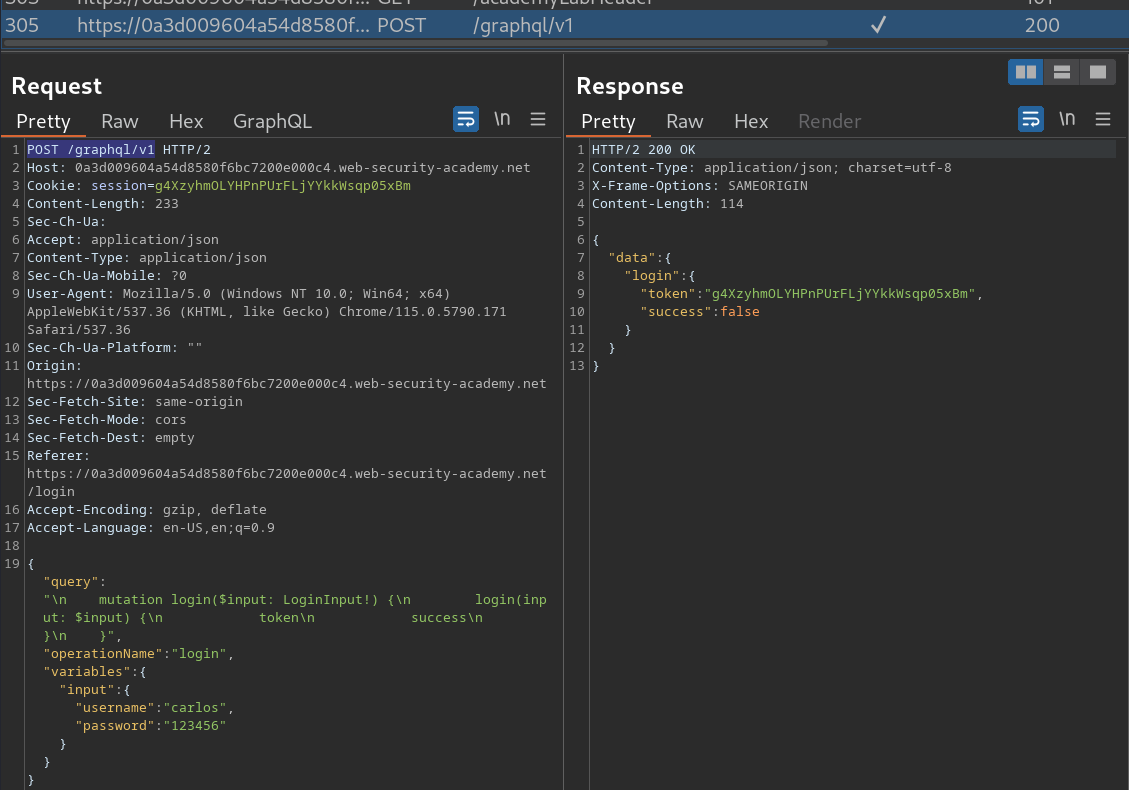 305 https://0a3d009604a54d8580f... GET /academyLabHeader 101
305 https://0a3d009604a54d8580f... POST /graphql/v1 ✓ 200
Request
Pretty Raw Hex GraphQL \n
1 POST /graphql/v1 HTTP/2
2 Host: 0a3d009604a54d8580f6bc7200e000c4.web-security-academy.net
3 Cookie: session=g4XzyhmOLYHPnPUrFLjYYkkWsqp05xBm
4 Content-Length: 233
5 Sec-Ch-Ua:
6 Accept: application/json
7 Content-Type: application/json
8 Sec-Ch-Ua-Mobile: ?0
9 User-Agent: Mozilla/5.0 (Windows NT 10.0; Win64; x64)
AppleWebKit/537.36 (KHTML, like Gecko) Chrome/115.0.5790.171
Safari/537.36
10 Sec-Ch-Ua-Platform: ""
11 Origin:
https://0a3d009604a54d8580f6bc7200e000c4.web-security-academy.net
12 Sec-Fetch-Site: same-origin
13 Sec-Fetch-Mode: cors
14 Sec-Fetch-Dest: empty
15 Referer:
https://0a3d009604a54d8580f6bc7200e000c4.web-security-academy.net
/login
16 Accept-Encoding: gzip, deflate
17 Accept-Language: en-US,en;q=0.9
18
19 {
"query":
"\n    mutation login($input: LoginInput!) {\n        login(inp
ut: $input) {\n            token\n            success\n
}\n    }",
"operationName":"login",
"variables":{
"input":{
"username":"carlos",
"password":"123456"
}
}
}
Response
Pretty Raw Hex Render \n
1 HTTP/2 200 OK
2 Content-Type: application/json; charset=utf-8
3 X-Frame-Options: SAMEORIGIN
4 Content-Length: 114
5
6 {
7 "data":{
8 "login":{
9 "token":"g4XzyhmOLYHPnPUrFLjYYkkWsqp05xBm",
10 "success":false
11 }
12 }
13 }